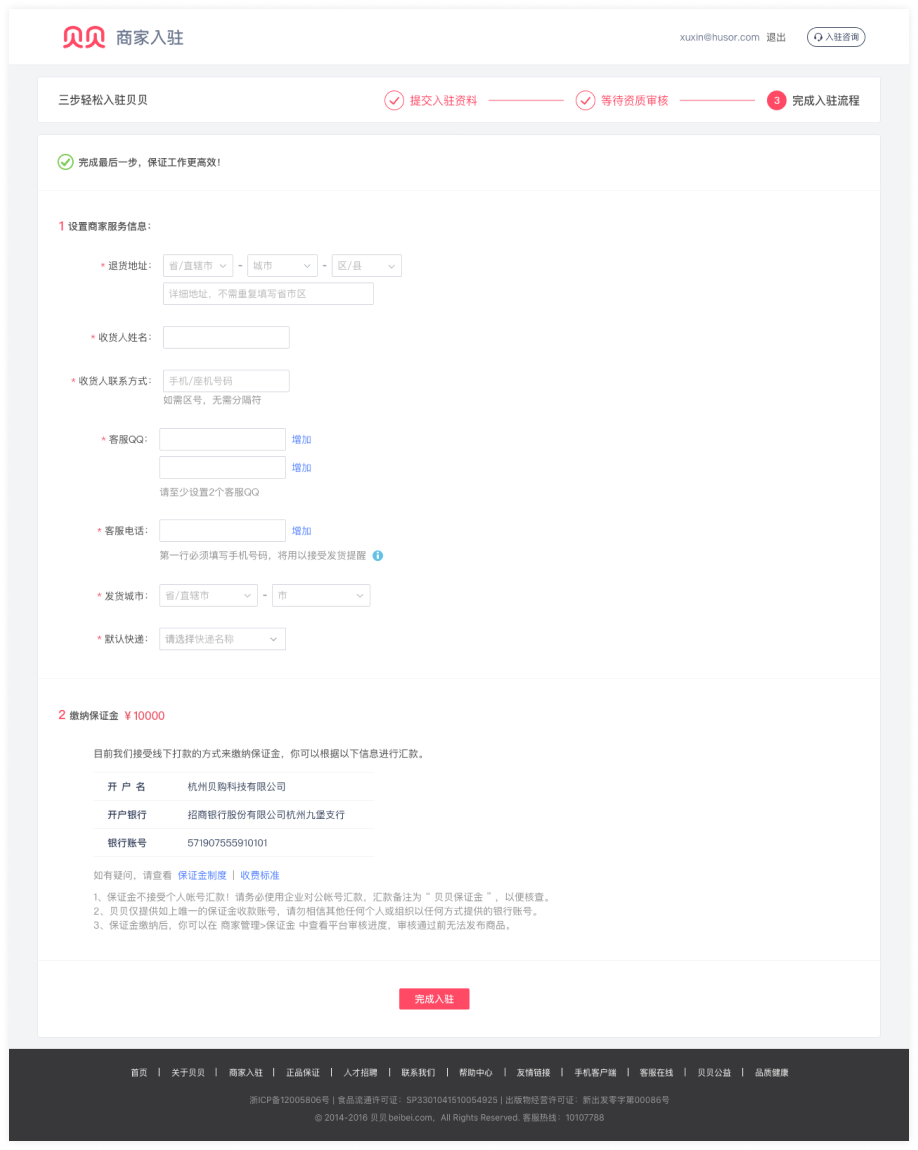 贝贝 商家入驻 xuxin@husor.com 退出 入驻咨询
三步轻松入驻贝贝 提交入驻资料 等待资质审核 3 完成入驻流程
完成最后一步，保证工作更高效！
1 设置商家服务信息：
* 退货地址： 省/直辖市 - 城市 - 区/县
详细地址，不需重复填写省市区
* 收货人姓名：
* 收货人联系方式： 手机/座机号码
如需区号，无需分隔符
* 客服QQ： 增加
增加
请至少设置2个客服QQ
* 客服电话： 增加
第一行必须填写手机号码，将用以接受发货提醒
* 发货城市： 省/直辖市 - 市
* 默认快递： 请选择快递名称
2 缴纳保证金 ¥10000
目前我们接受线下打款的方式来缴纳保证金，你可以根据以下信息进行汇款。
开 户 名 杭州贝购科技有限公司
开户银行 招商银行股份有限公司杭州九堡支行
银行账号 571907555910101
如有疑问，请查看 保证金制度 | 收费标准
1、保证金不接受个人帐号汇款！请务必使用企业对公帐号汇款，汇款备注为 “ 贝贝保证金 ” ，以便核查。
2、贝贝仅提供如上唯一的保证金收款账号，请勿相信其他任何个人或组织以任何方式提供的银行账号。
3、保证金缴纳后，你可以在 商家管理>保证金 中查看平台审核进度，审核通过前无法发布商品。
完成入驻
首页 | 关于贝贝 | 商家入驻 | 正品保证 | 人才招聘 | 联系我们 | 帮助中心 | 友情链接 | 手机客户端 | 客服在线 | 贝贝公益 | 品质健康
浙ICP备12005806号 | 食品流通许可证：SP3301041510054925 | 出版物经营许可证：新出发零字第00086号
© 2014-2016 贝贝 beibei.com，All Rights Reserved. 客服热线：10107788